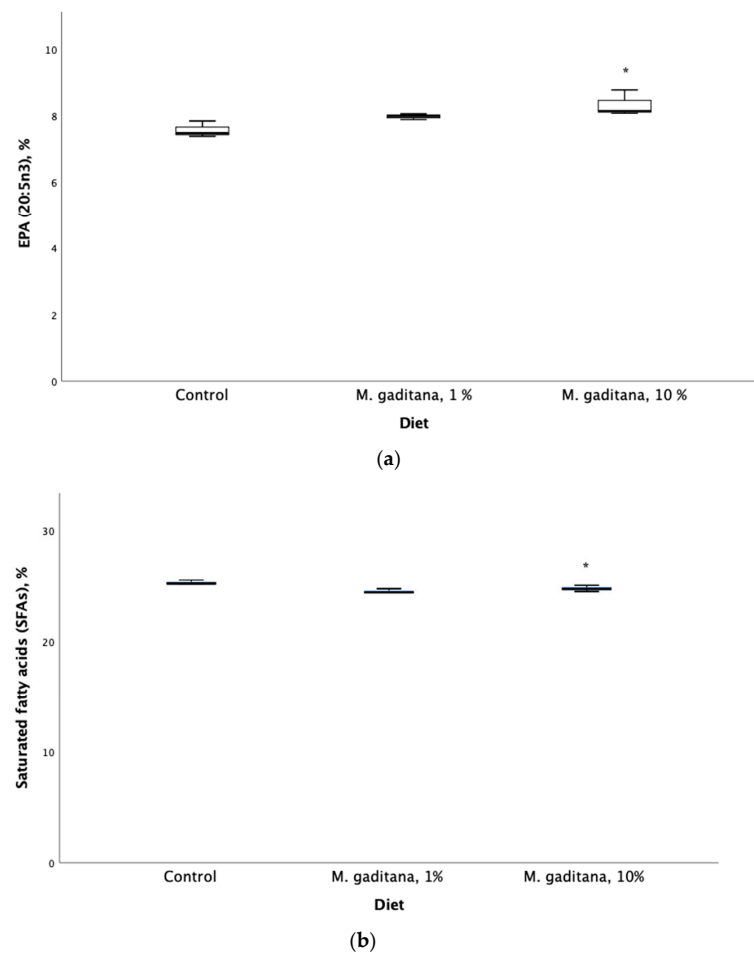 EPA (20:5n3), %
10
*
8
6
4
2
0
Control M. gaditana, 1 % M. gaditana, 10 %
Diet
(a)
Saturated fatty acids (SFAs), %
30
*
20
10
0
Control M. gaditana, 1% M. gaditana, 10%
Diet
(b)